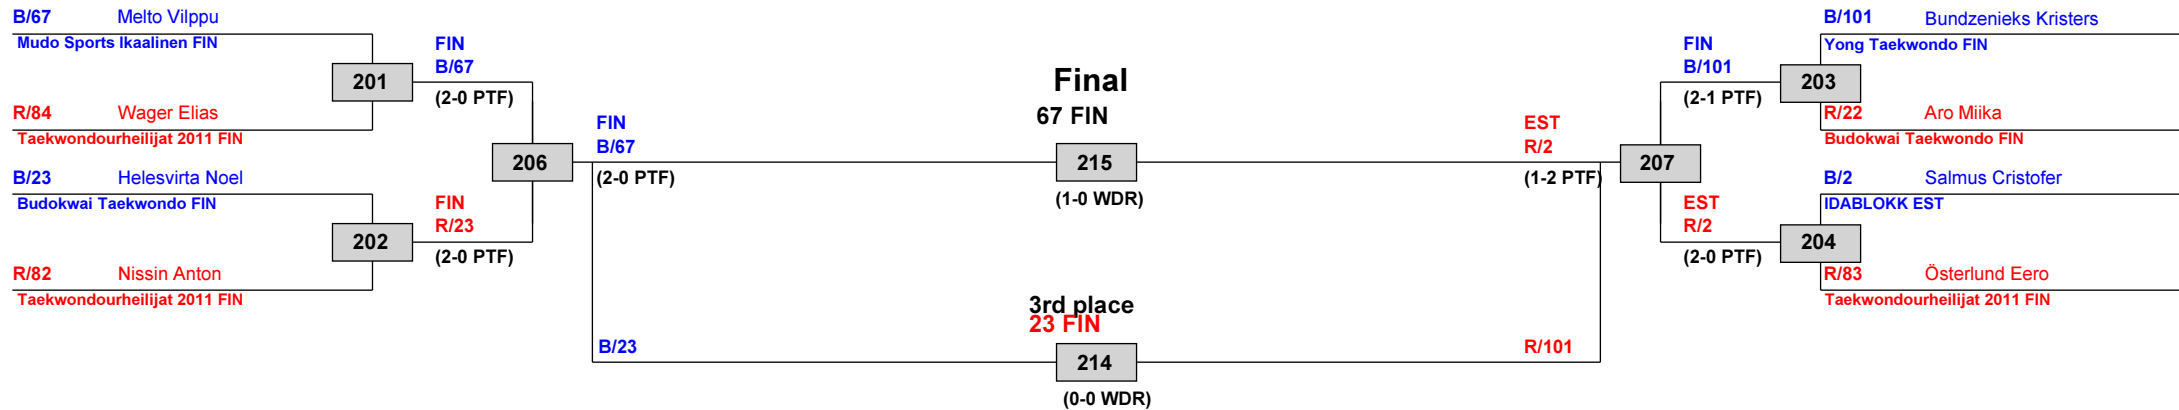 B/67 Melto Vilppu
Mudo Sports Ikaalinen FIN
FIN
B/67
201
(2-0 PTF)
R/84 Wager Elias
Taekwondourheilijat 2011 FIN
FIN
B/67
206
(2-0 PTF)
B/23 Helesvirta Noel
Budokwai Taekwondo FIN
FIN
R/23
202
(2-0 PTF)
R/82 Nissin Anton
Taekwondourheilijat 2011 FIN
Final
67 FIN
215
(1-0 WDR)
3rd place
23 FIN
B/23
214
R/101
(0-0 WDR)
EST
R/2
207
(1-2 PTF)
B/101 Bundzenieks Kristers
Yong Taekwondo FIN
FIN
B/101
203
(2-1 PTF)
R/22 Aro Miika
Budokwai Taekwondo FIN
B/2 Salmus Cristofer
IDABLOKK EST
EST
R/2
204
(2-0 PTF)
R/83 Österlund Eero
Taekwondourheilijat 2011 FIN